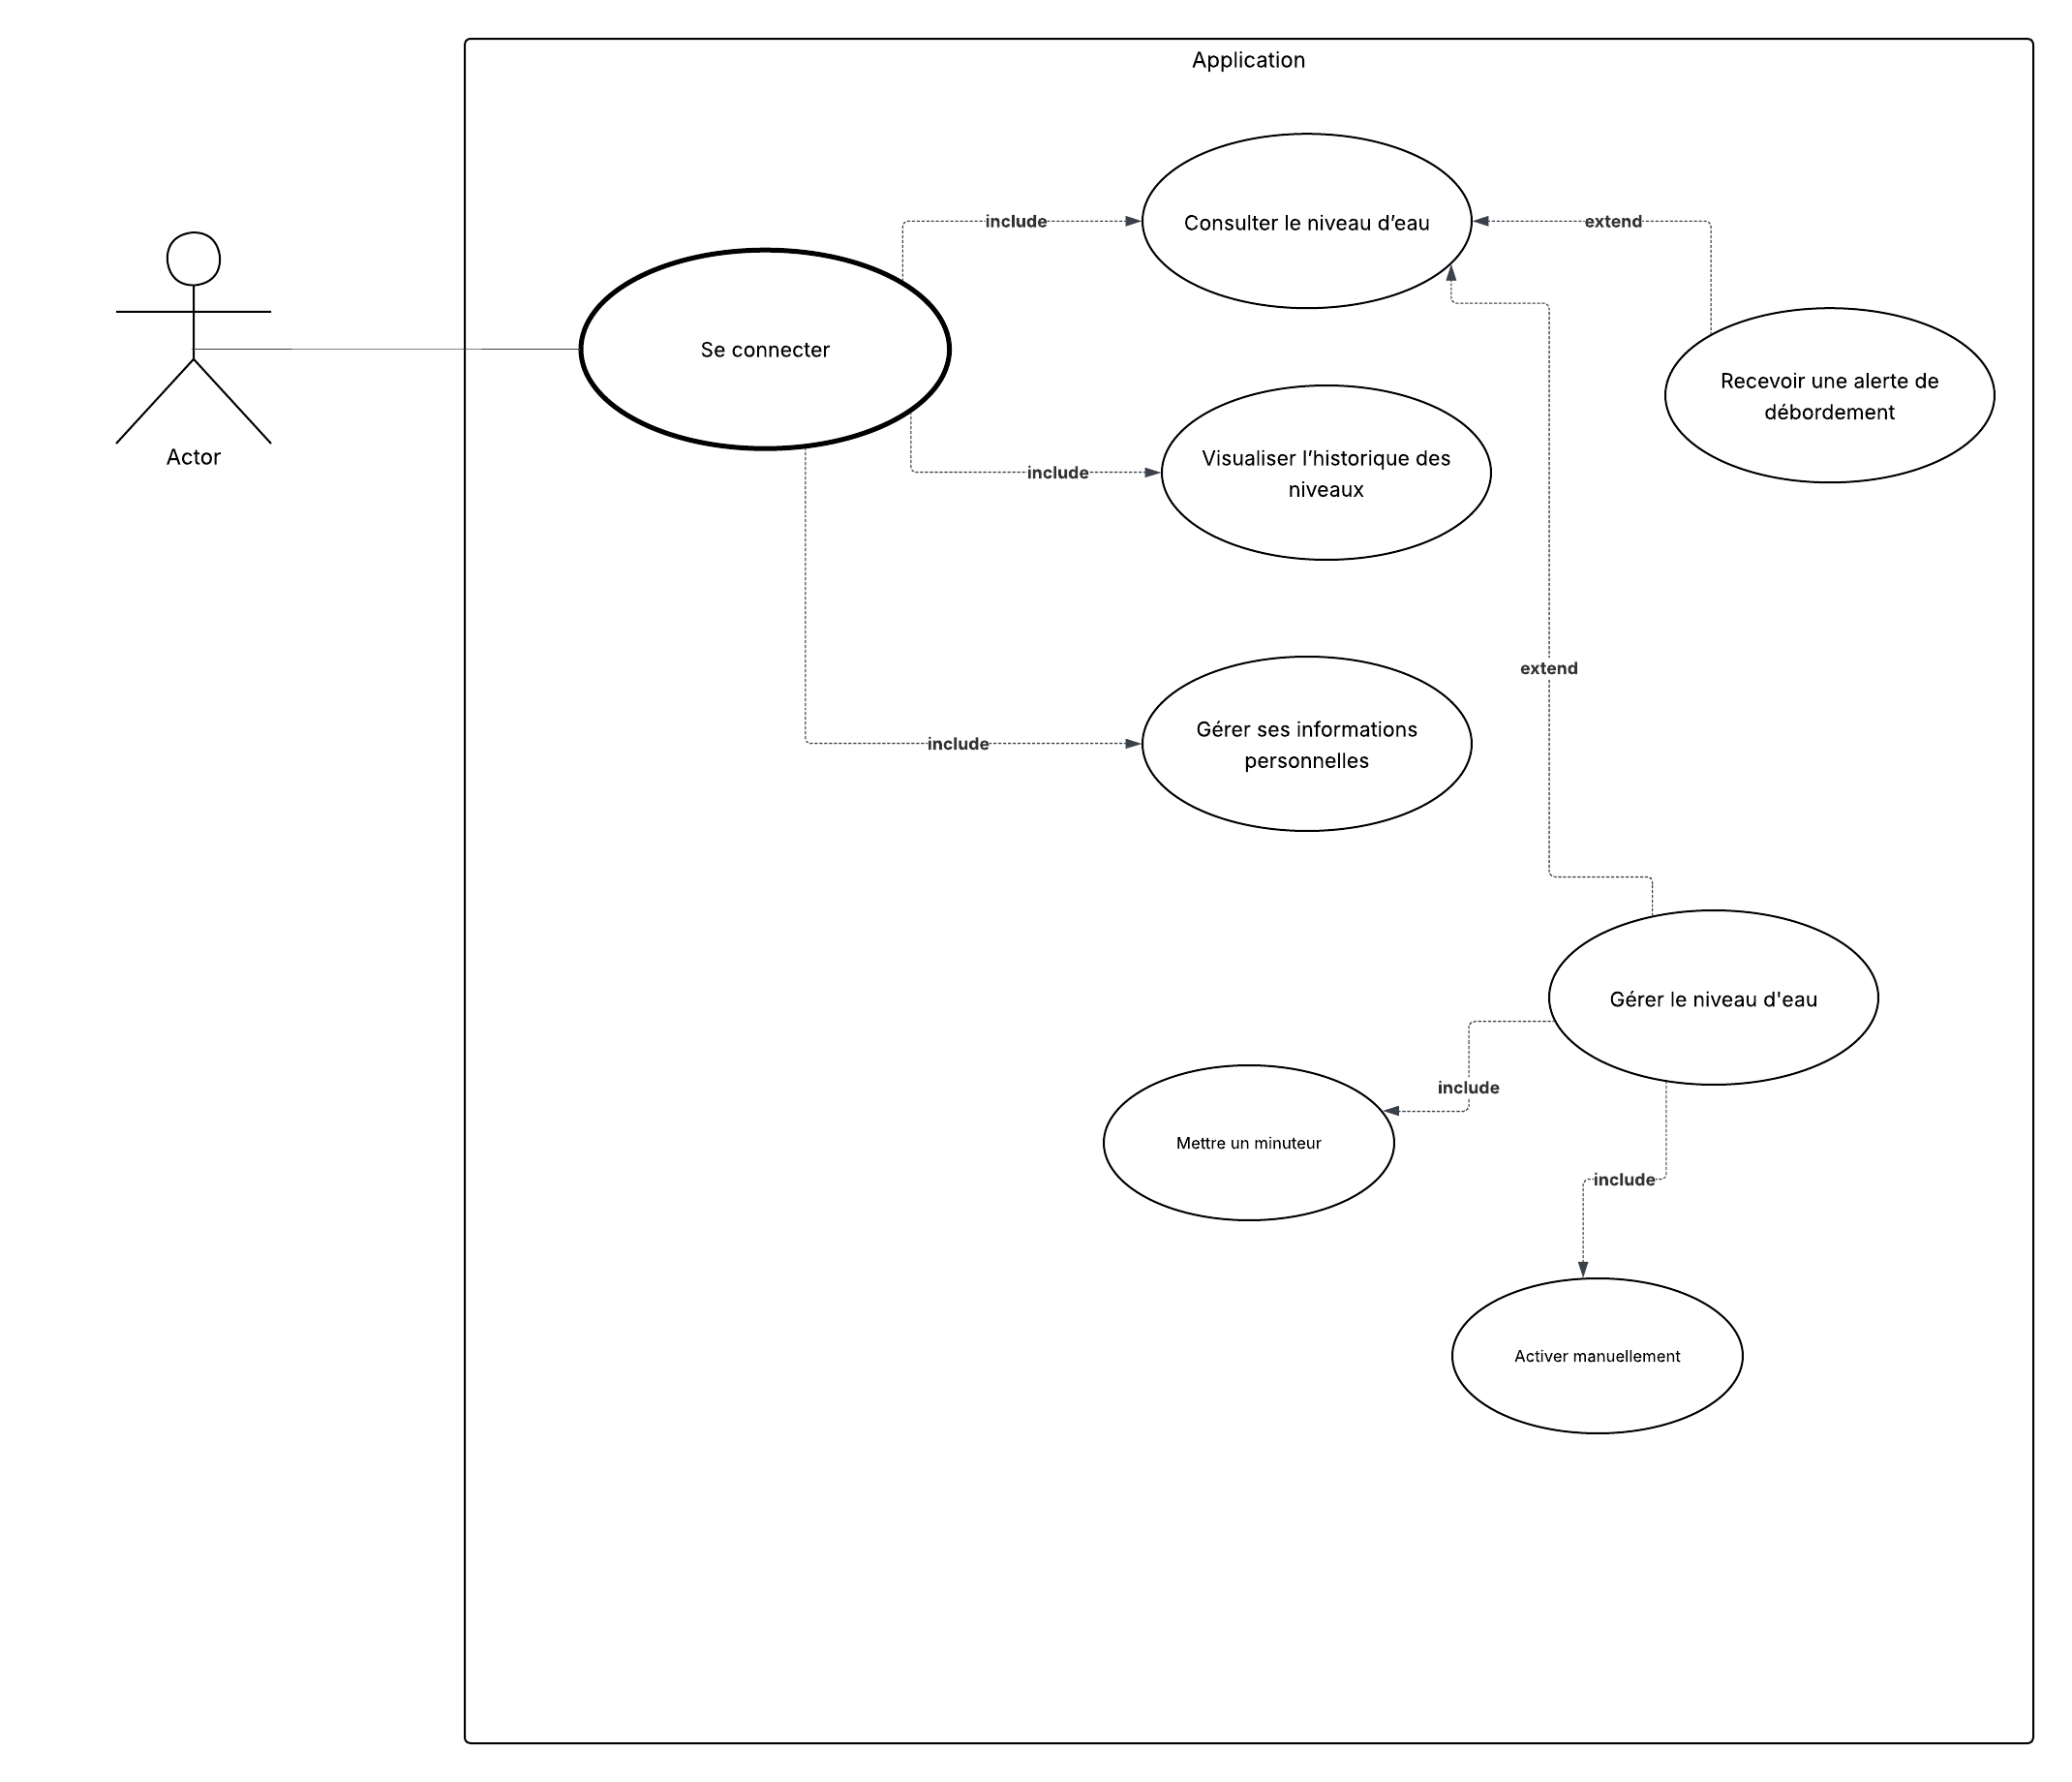 Application
Consulter le niveau d’eau
include
extend
Se connecter
Recevoir une alerte de
débordement
Actor
Visualiser l’historique des
niveaux
include
extend
Gérer ses informations
personnelles
include
Gérer le niveau d'eau
include
Mettre un minuteur
include
Activer manuellement